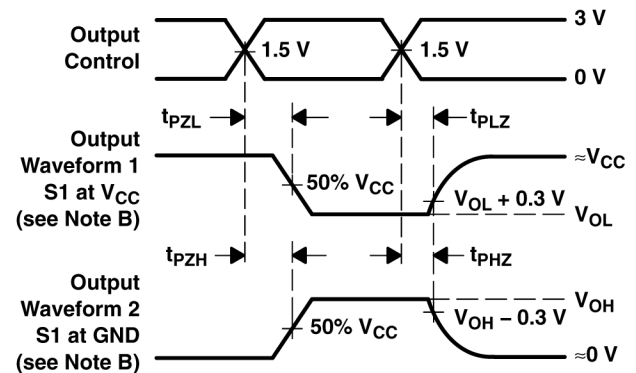 Output
Control
3 V
1.5 V
1.5 V
0 V
tPZL
tPLZ
Output
Waveform 1
S1 at VCC
(see Note B)
≈VCC
50% VCC
VOL + 0.3 V
VOL
tPZH
tPHZ
Output
Waveform 2
S1 at GND
(see Note B)
VOH
50% VCC
VOH − 0.3 V
≈0 V